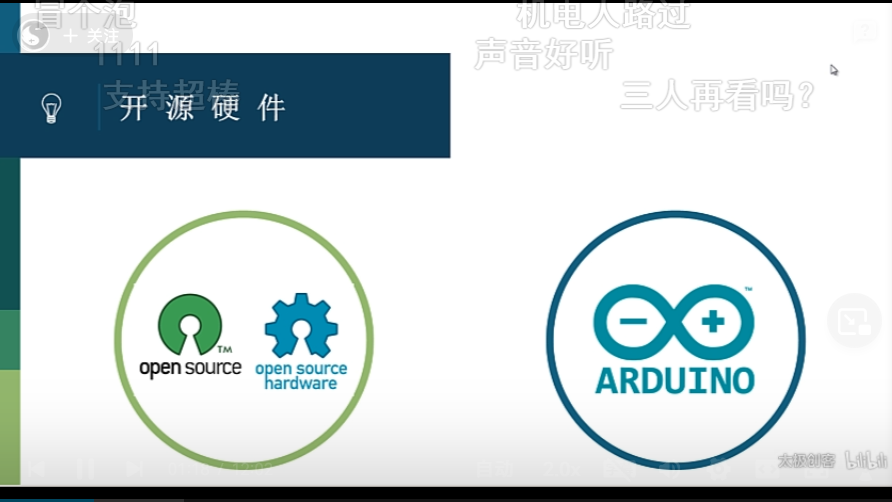 冒个泡
机电人路过
+ 关注
1111
声音好听
支持超棒
三人再看吗？
开源硬件
open source
TM
open source
hardware
TM
ARDUINO
太极创客 bilibili